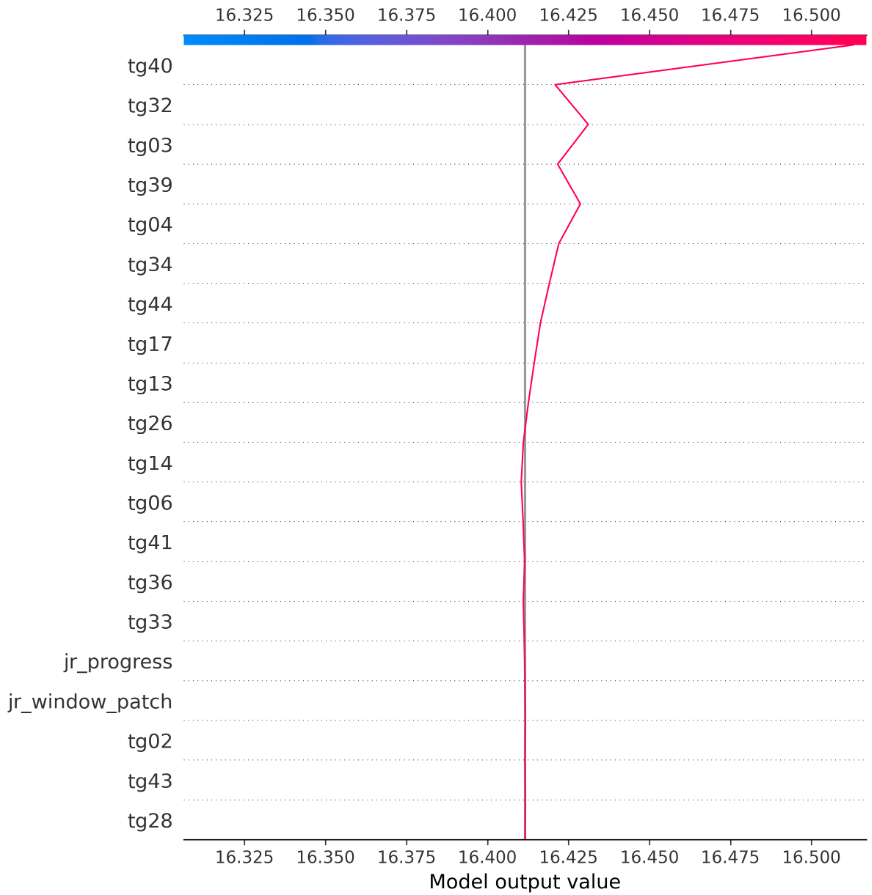 16.325 16.350 16.375 16.400 16.425 16.450 16.475 16.500
tg40
tg32
tg03
tg39
tg04
tg34
tg44
tg17
tg13
tg26
tg14
tg06
tg41
tg36
tg33
jr_progress
jr_window_patch
tg02
tg43
tg28
16.325 16.350 16.375 16.400 16.425 16.450 16.475 16.500
Model output value